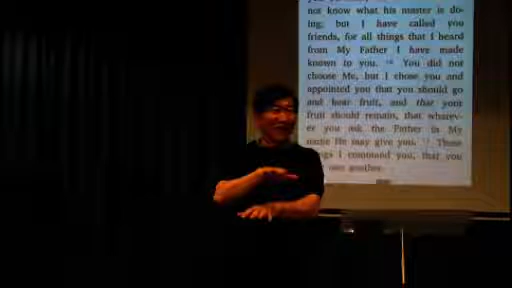 not know what his master is do-
ing; but I have called you
friends, for all things that I heard
from My Father I have made
known to you. You did not
choose Me, but I chose you and
appointed you that you should go
and bear fruit, and that your
fruit should remain, that whatev-
er you ask the Father in My
name He may give you. These
I command you, that you
one another.